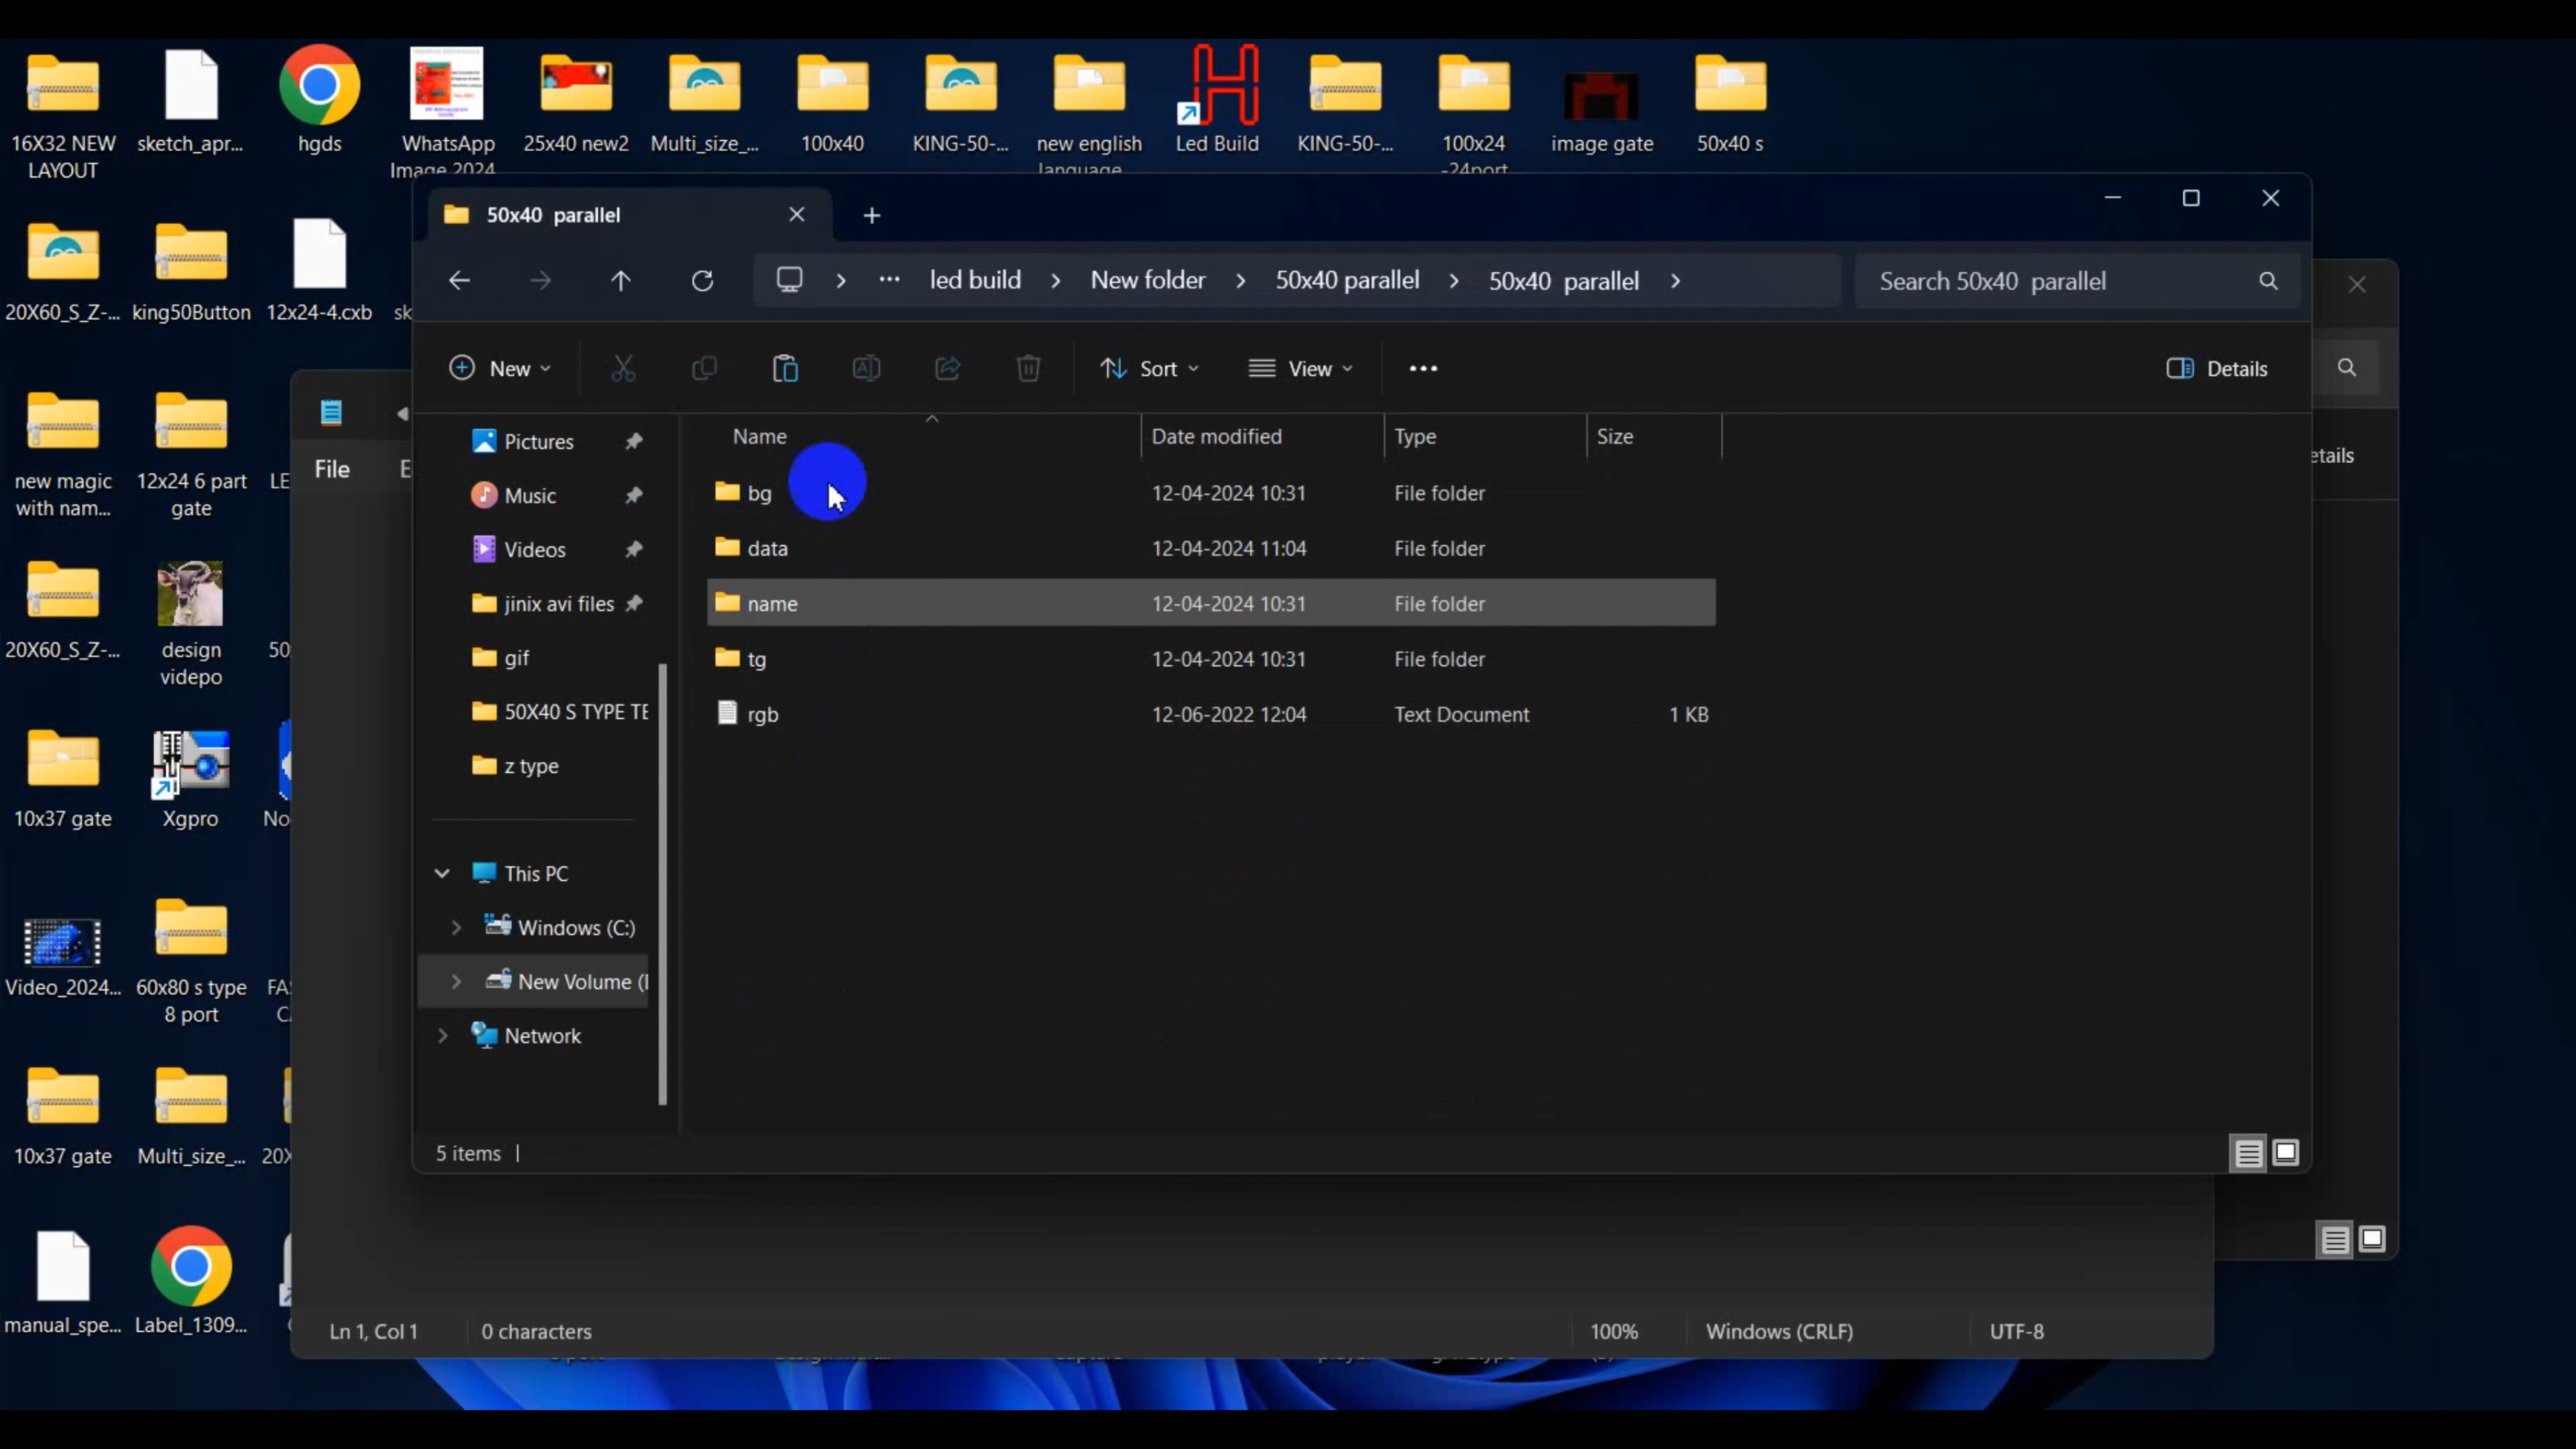 16X32 NEW
LAYOUT
sketch_apr...
hgds
WhatsApp
Image 2024
25x40 new2
Multi_size_...
100x40
KING-50-...
new english
language
Led Build
KING-50-...
100x24
-24port
image gate
50x40 s
50x40 parallel
led build
New folder
50x40 parallel
50x40 parallel
Search 50x40 parallel
New
Sort
View
Details
20X60_S_Z-...
king50Button
12x24-4.cxb
sk
File
E
etails
Name
Date modified
Type
Size
bg
12-04-2024 10:31
File folder
data
12-04-2024 11:04
File folder
name
12-04-2024 10:31
File folder
tg
12-04-2024 10:31
File folder
rgb
12-06-2022 12:04
Text Document
1 KB
Pictures
Music
Videos
jinix avi files
gif
50X40 S TYPE TE
z type
This PC
Windows (C:)
New Volume (
Network
5 items
new magic
with nam...
12x24 6 part
gate
LE
20X60_S_Z-...
design
videpo
50
10x37 gate
Xgpro
No
Video_2024...
60x80 s type
8 port
FA
C
10x37 gate
Multi_size_...
20X
manual_spe...
Label_1309...
Ln 1, Col 1
0 characters
100%
Windows (CRLF)
UTF-8